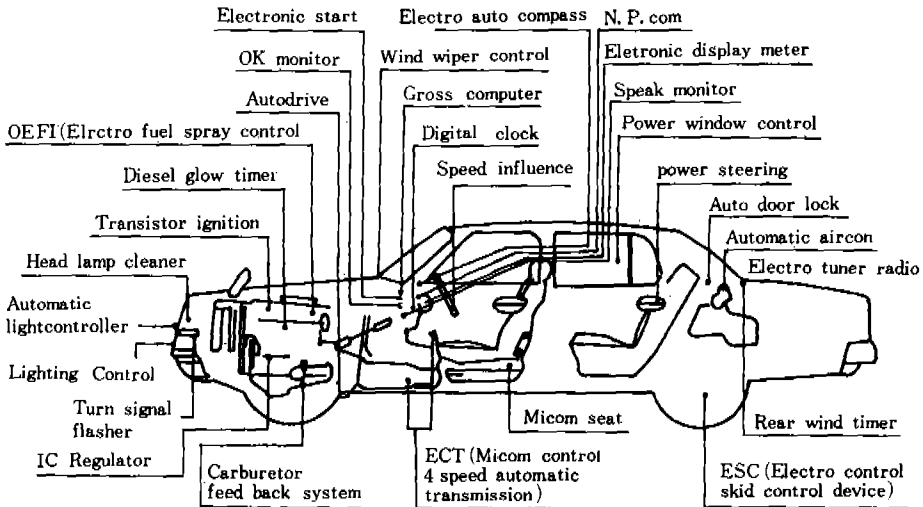 Electronic start
Electro auto compass
N. P. com
OK monitor
Wind wiper control
Eletronic display meter
Autodrive
Gross computer
Speak monitor
OEFI (Elrctro fuel spray control
Digital clock
Power window control
Diesel glow timer
Speed influence
power steering
Transistor ignition
Auto door lock
Head lamp cleaner
Automatic aircon
Electro tuner radio
Automatic
lightcontroller
Lighting Control
Turn signal
flasher
Micom seat
Rear wind timer
IC Regulator
Carburetor
feed back system
ECT (Micom control
4 speed automatic
transmission)
ESC (Electro control
skid control device)